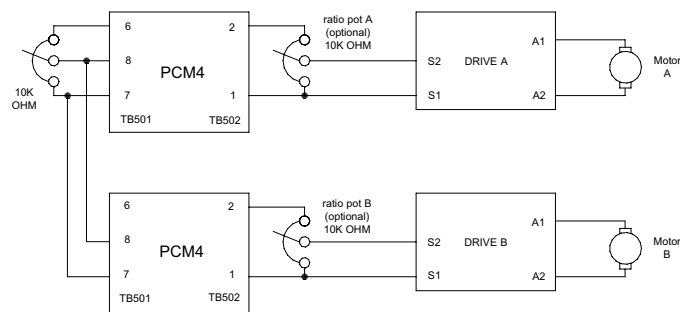 6
8
7
10K
OHM
PCM4
TB501
TB502
2
1
ratio pot A
(optional)
10K OHM
S2
S1
DRIVE A
A1
A2
Motor
A
6
8
7
PCM4
TB501
TB502
2
1
ratio pot B
(optional)
10K OHM
S2
S1
DRIVE B
A1
A2
Motor
B